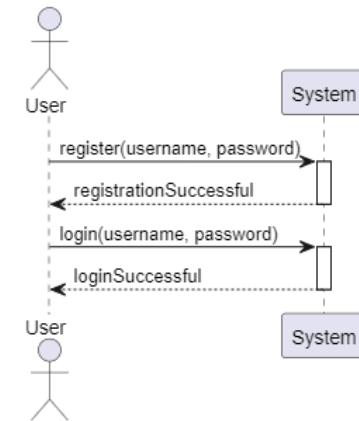 User
System
register(username, password)
registrationSuccessful
login(username, password)
loginSuccessful
User
System